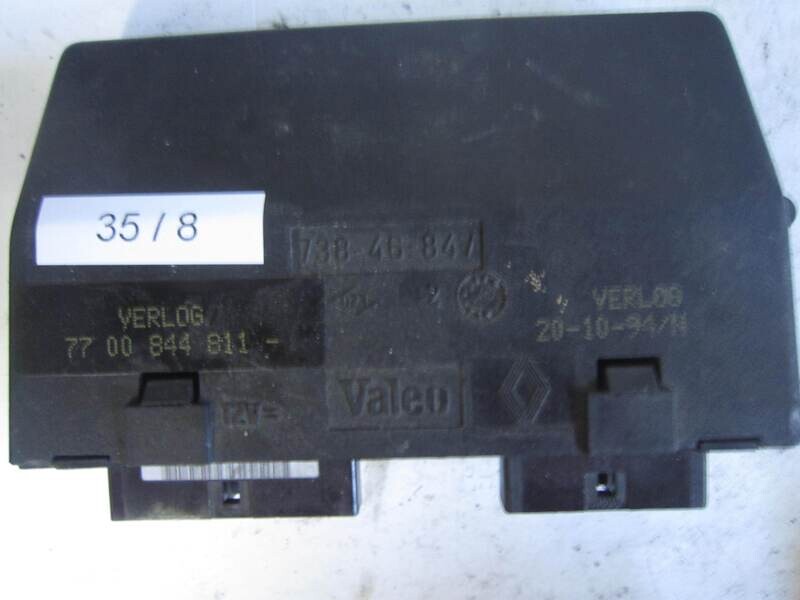 35 / 8
738 46 847
VERLOG
77 00 844 811 -
VERLOG
20-10-94/N
12V=
Valeo